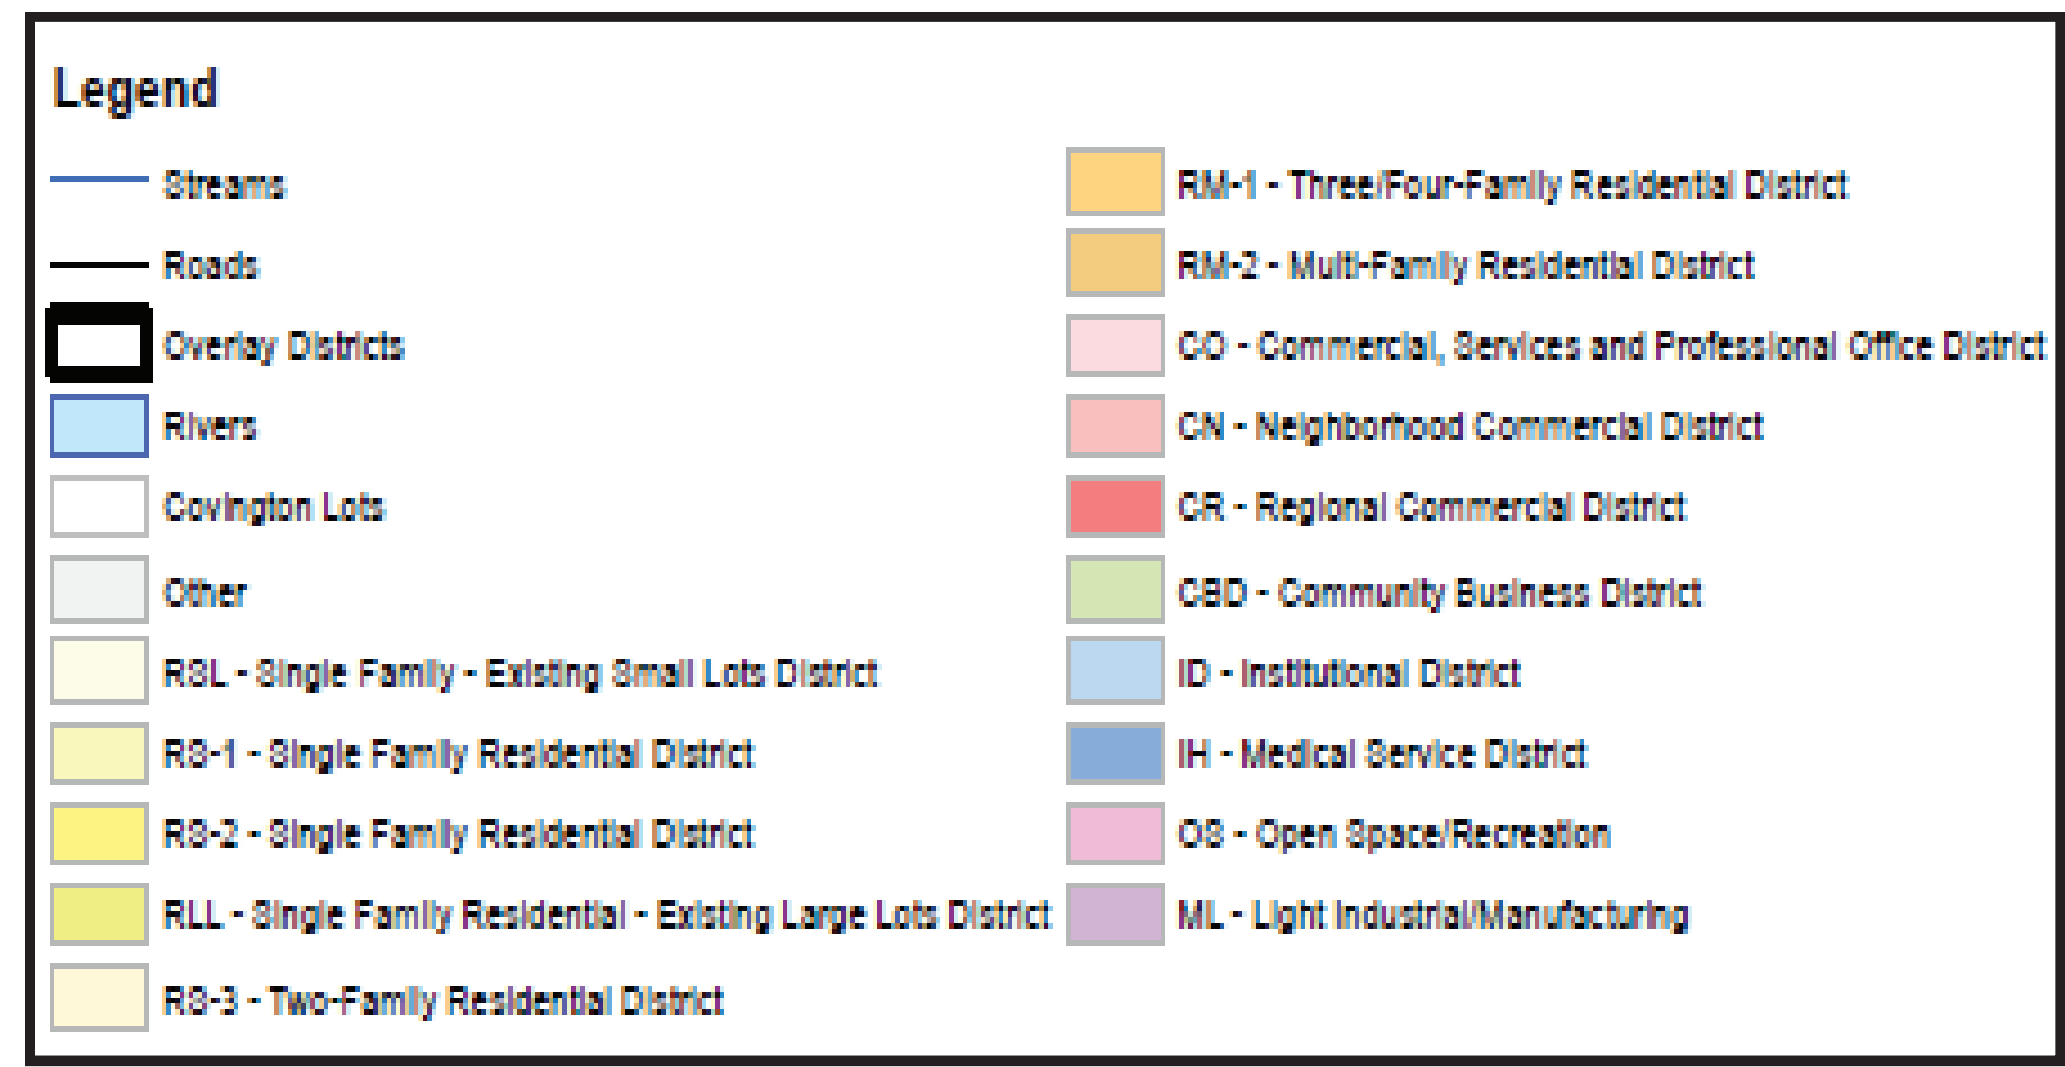 Legend
Streams
Roads
Overlay Districts
Rivers
Covington Lots
Other
RSL - Single Family - Existing Small Lots District
RS-1 - Single Family Residential District
RS-2 - Single Family Residential District
RLL - Single Family Residential - Existing Large Lots District
RS-3 - Two-Family Residential District
RM-1 - Three/Four-Family Residential District
RM-2 - Multi-Family Residential District
CO - Commercial, Services and Professional Office District
CN - Neighborhood Commercial District
CR - Regional Commercial District
CBD - Community Business District
ID - Institutional District
IH - Medical Service District
OS - Open Space/Recreation
ML - Light Industrial/Manufacturing